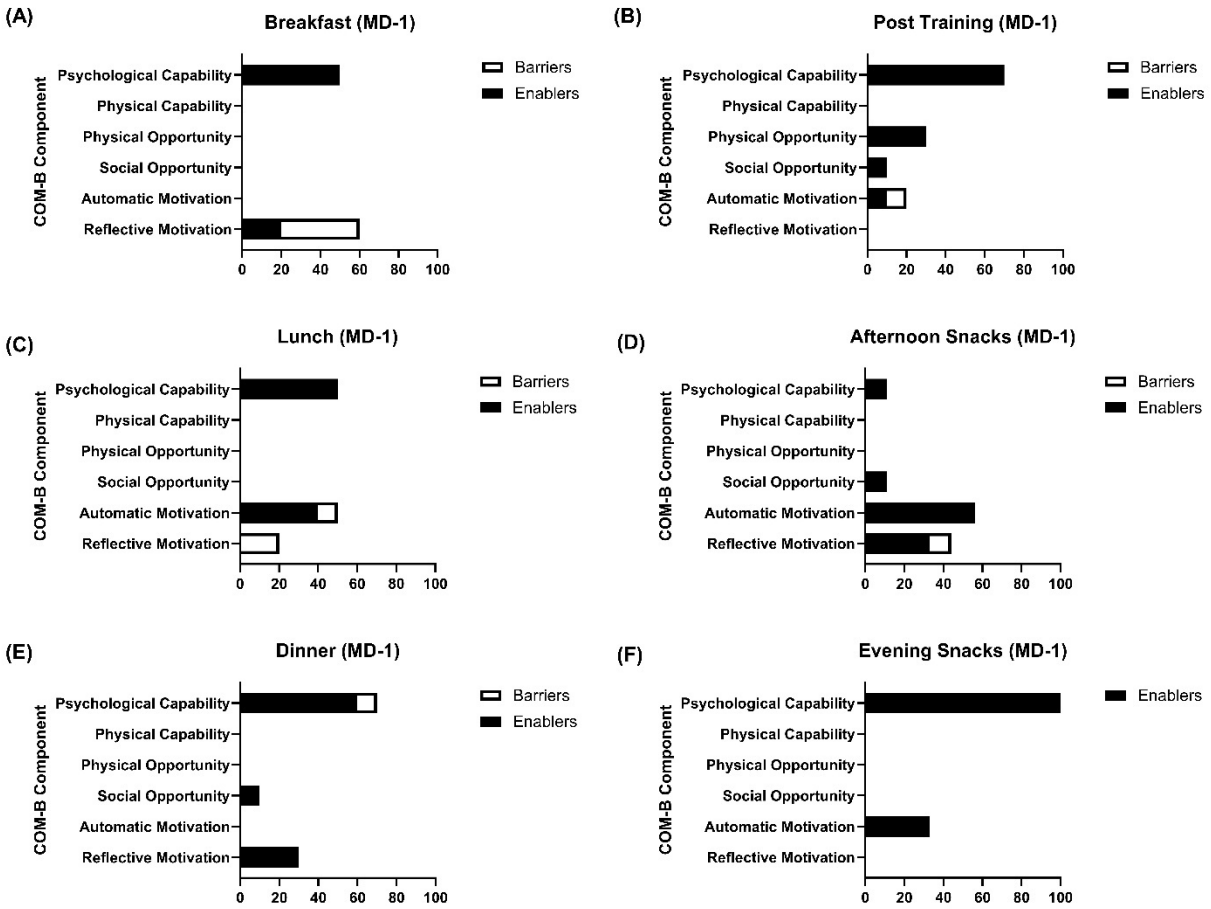 (A)
Breakfast (MD-1)
COM-B Component
Psychological Capability
Physical Capability
Physical Opportunity
Social Opportunity
Automatic Motivation
Reflective Motivation
0 20 40 60 80 100
Barriers
Enablers
(B)
Post Training (MD-1)
COM-B Component
Psychological Capability
Physical Capability
Physical Opportunity
Social Opportunity
Automatic Motivation
Reflective Motivation
0 20 40 60 80 100
Barriers
Enablers
(C)
Lunch (MD-1)
COM-B Component
Psychological Capability
Physical Capability
Physical Opportunity
Social Opportunity
Automatic Motivation
Reflective Motivation
0 20 40 60 80 100
Barriers
Enablers
(D)
Afternoon Snacks (MD-1)
COM-B Component
Psychological Capability
Physical Capability
Physical Opportunity
Social Opportunity
Automatic Motivation
Reflective Motivation
0 20 40 60 80 100
Barriers
Enablers
(E)
Dinner (MD-1)
COM-B Component
Psychological Capability
Physical Capability
Physical Opportunity
Social Opportunity
Automatic Motivation
Reflective Motivation
0 20 40 60 80 100
Barriers
Enablers
(F)
Evening Snacks (MD-1)
COM-B Component
Psychological Capability
Physical Capability
Physical Opportunity
Social Opportunity
Automatic Motivation
Reflective Motivation
0 20 40 60 80 100
Enablers